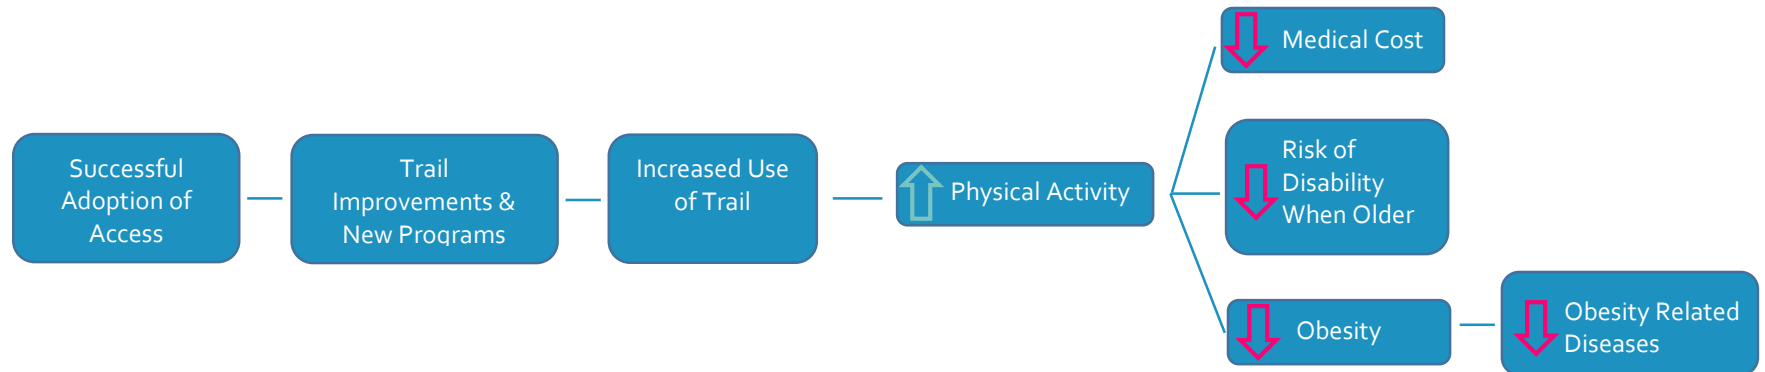 Successful
Adoption of
Access
Trail
Improvements &
New Programs
Increased Use
of Trail
Physical Activity
Medical Cost
Risk of
Disability
When Older
Obesity
Obesity Related
Diseases